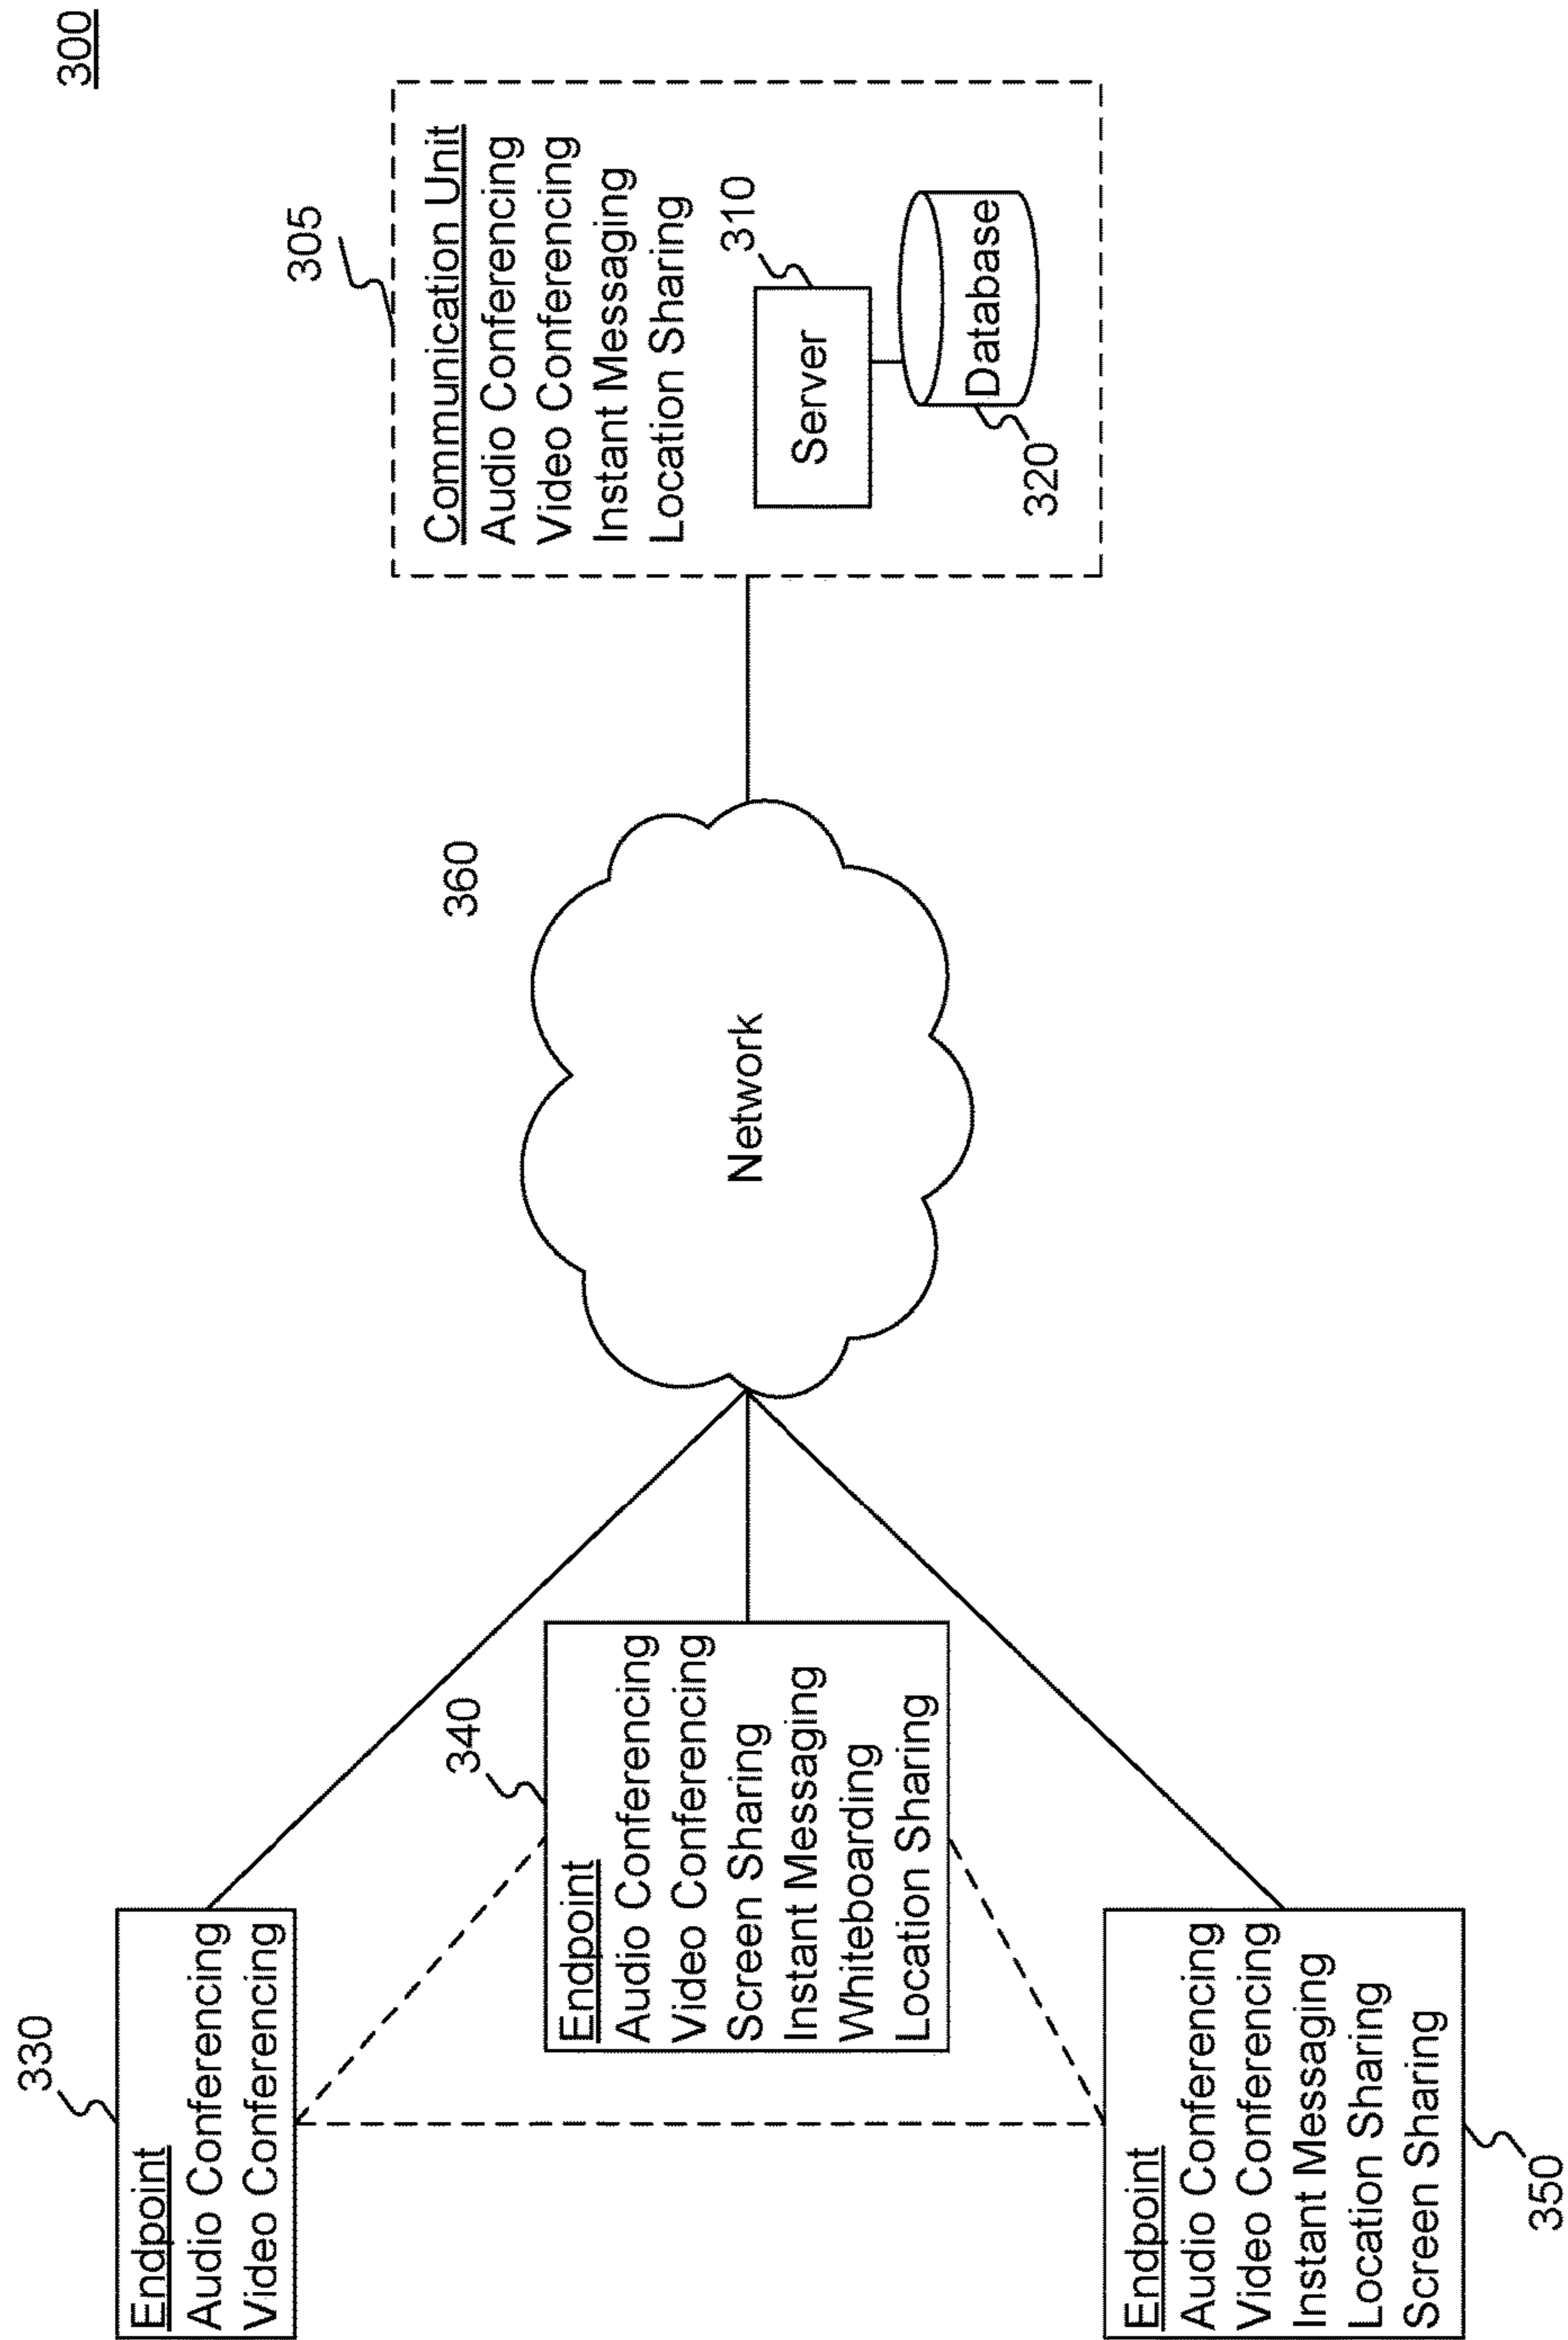 300
330
Endpoint
Audio Conferencing
Video Conferencing
340
Endpoint
Audio Conferencing
Video Conferencing
Screen Sharing
Instant Messaging
Whiteboarding
Location Sharing
Endpoint
Audio Conferencing
Video Conferencing
Instant Messaging
Location Sharing
Screen Sharing
350
360
Network
305
Communication Unit
Audio Conferencing
Video Conferencing
Instant Messaging
Location Sharing
310
Server
Database
320